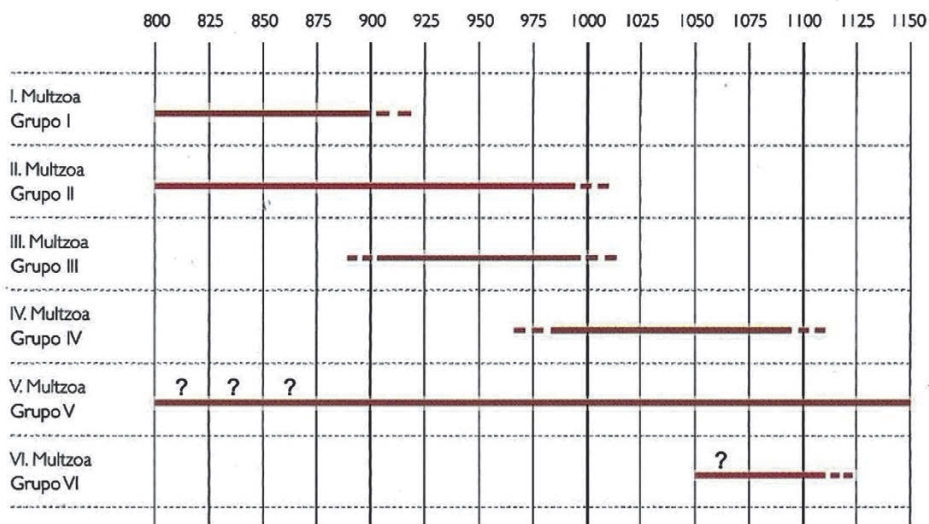 800 825 850 875 900 925 950 975 1000 1025 1050 1075 1100 1125 1150
I. Multzoa
Grupo I
II. Multzoa
Grupo II
III. Multzoa
Grupo III
IV. Multzoa
Grupo IV
? ? ?
V. Multzoa
Grupo V
?
VI. Multzoa
Grupo VI